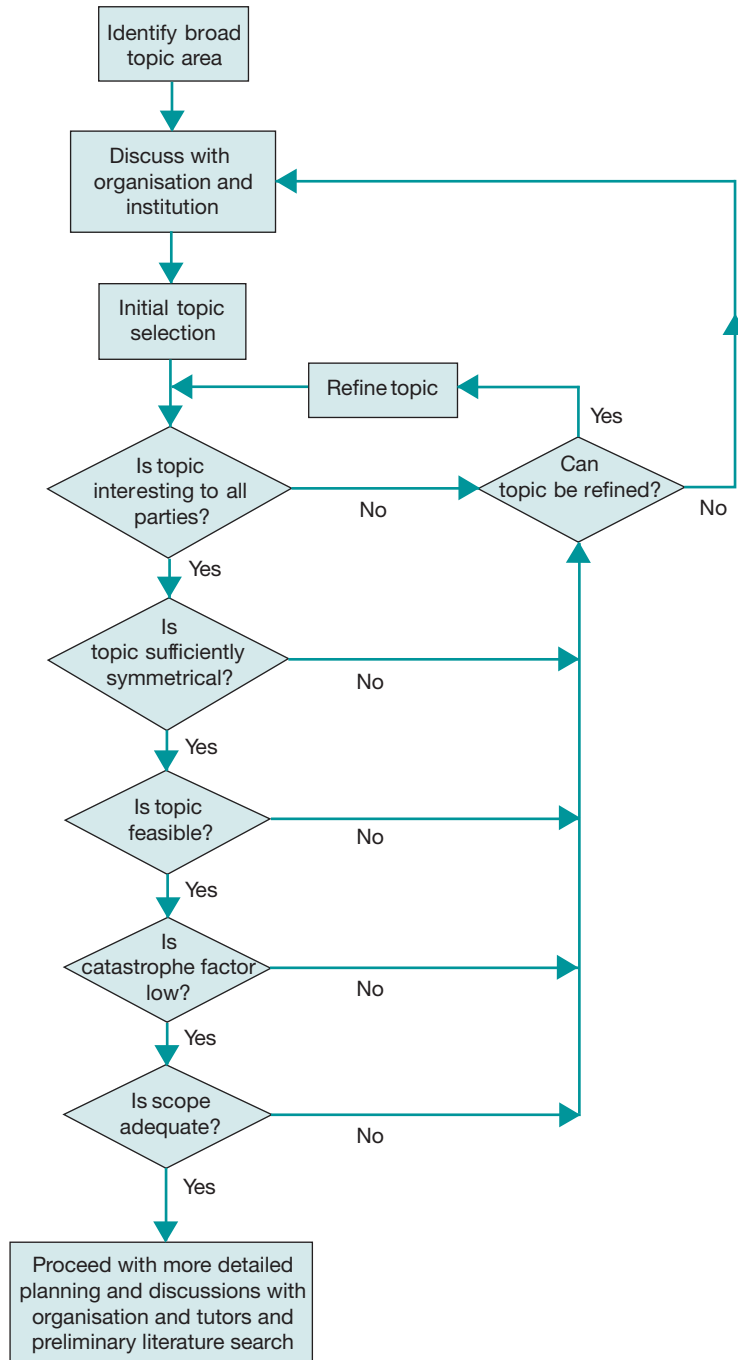 Identify broad
topic area
Discuss with
organisation and
institution
Initial topic
selection
Refine topic
Yes
Is topic
interesting to all
parties?
No
Can
topic be refined?
No
Yes
Is
topic sufficiently
symmetrical?
No
Yes
Is topic
feasible?
No
Yes
Is
catastrophe factor
low?
No
Yes
Is scope
adequate?
No
Yes
Proceed with more detailed
planning and discussions with
organisation and tutors and
preliminary literature search